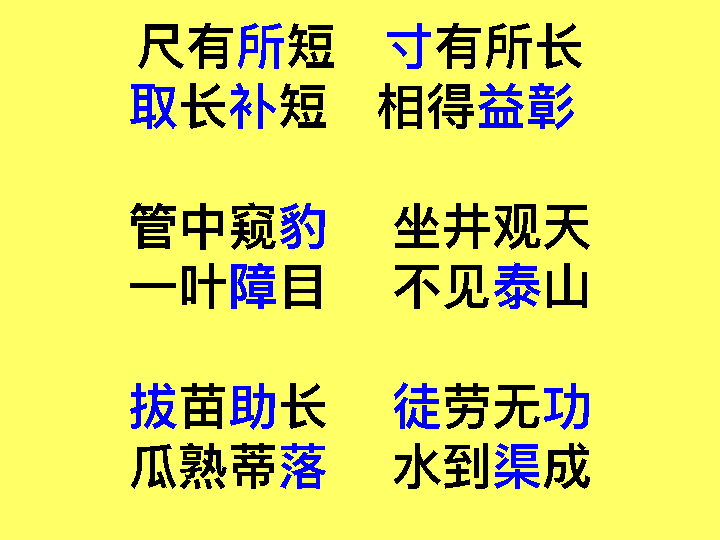 尺有所短 寸有所长
取长补短 相得益彰
管中窥豹 坐井观天
一叶障目 不见泰山
拔苗助长 徒劳无功
瓜熟蒂落 水到渠成